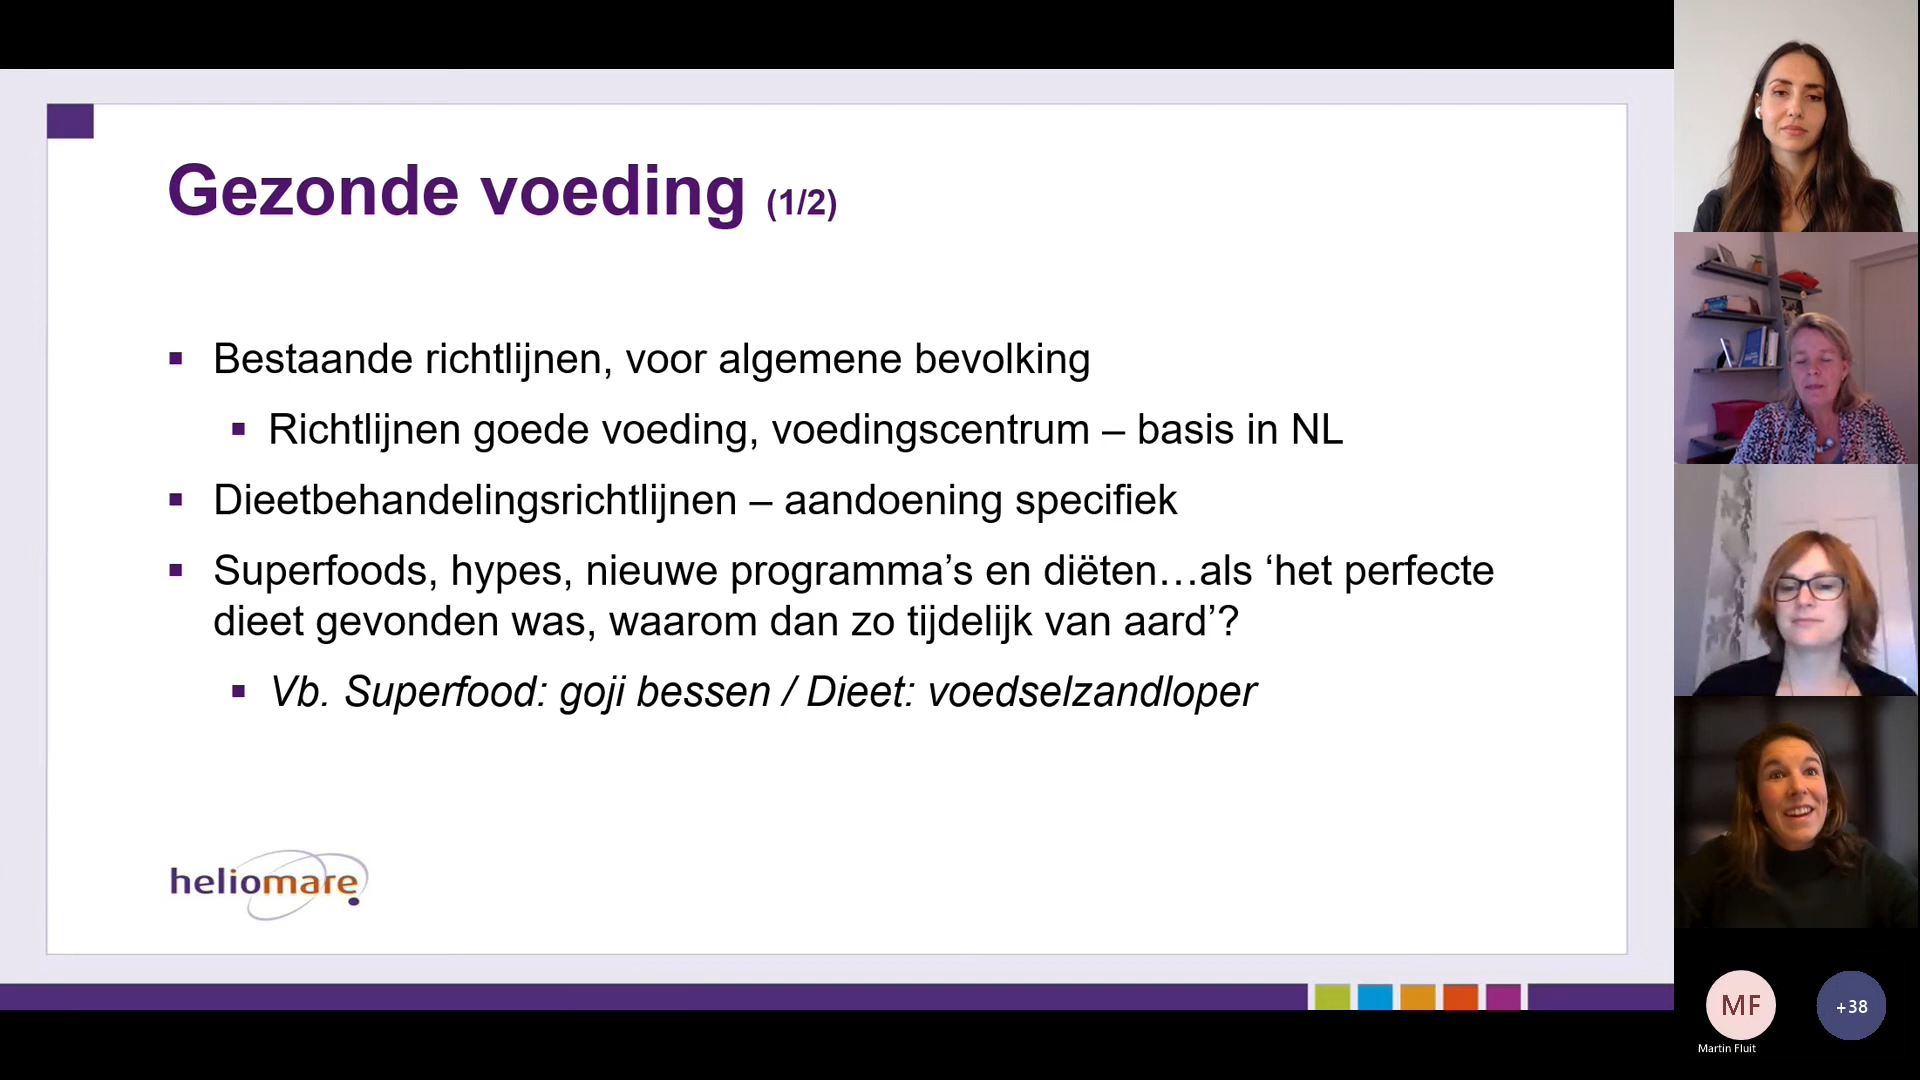 Gezonde voeding (1/2)
Bestaande richtlijnen, voor algemene bevolking
Richtlijnen goede voeding, voedingscentrum – basis in NL
Dieetbehandelingsrichtlijnen – aandoening specifiek
Superfoods, hypes, nieuwe programma’s en diëten…als ‘het perfecte
dieet gevonden was, waarom dan zo tijdelijk van aard’?
Vb. Superfood: goji bessen / Dieet: voedselzandloper
heliomare
MF
+38
Martin Fluit